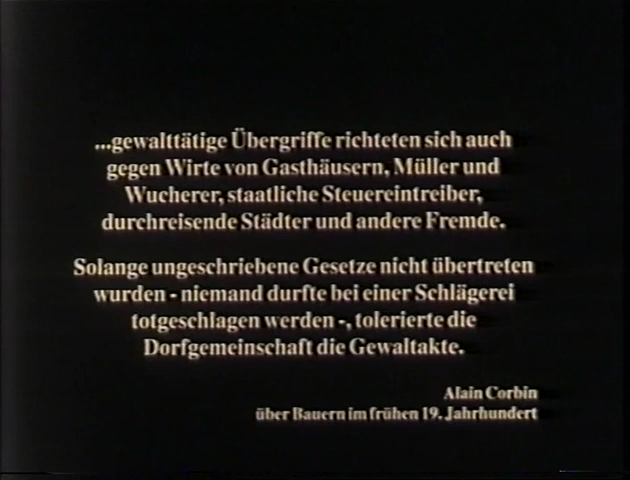 ...gewalttätige Übergriffe richteten sich auch
gegen Wirte von Gasthäusern, Müller und
Wucherer, staatliche Steuereintreiber,
durchreisende Städter und andere Fremde.
Solange ungeschriebene Gesetze nicht übertreten
wurden - niemand durfte bei einer Schlägerei
totgeschlagen werden -, tolerierte die
Dorfgemeinschaft die Gewaltakte.
Alain Corbin
über Bauern im frühen 19. Jahrhundert